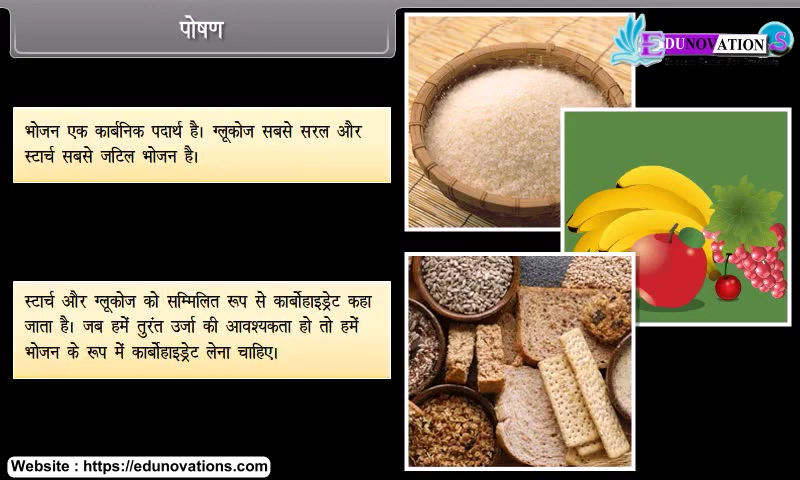 पोषण
EDUNOVATION S
भोजन एक कार्बनिक पदार्थ है। ग्लूकोज सबसे सरल और
स्टार्च सबसे जटिल भोजन है।
स्टार्च और ग्लूकोज को सम्मिलित रूप से कार्बोहाइड्रेट कहा
जाता है। जब हमें तुरंत उर्जा की आवश्यकता हो तो हमें
भोजन के रूप में कार्बोहाइड्रेट लेना चाहिए।
Website : https://edunovations.com/